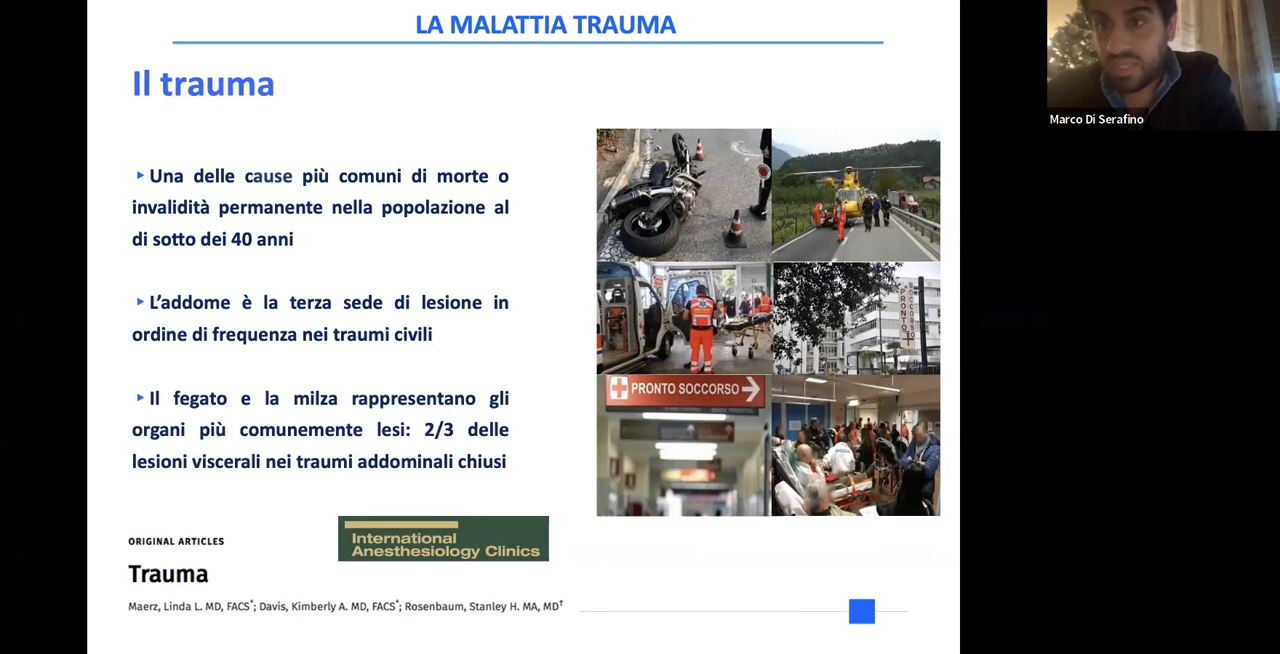 LA MALATTIA TRAUMA
Il trauma
Una delle cause più comuni di morte o
invalidità permanente nella popolazione al
di sotto dei 40 anni
L’addome è la terza sede di lesione in
ordine di frequenza nei traumi civili
Il fegato e la milza rappresentano gli
organi più comunemente lesi: 2/3 delle
lesioni viscerali nei traumi addominali chiusi
PRONTO SOCCORSO
PRONTO SOCCORSO
International
Anesthesiology Clinics
ORIGINAL ARTICLES
Trauma
Maerz, Linda L. MD, FACS*; Davis, Kimberly A. MD, FACS*; Rosenbaum, Stanley H. MA, MD†
Marco Di Serafino